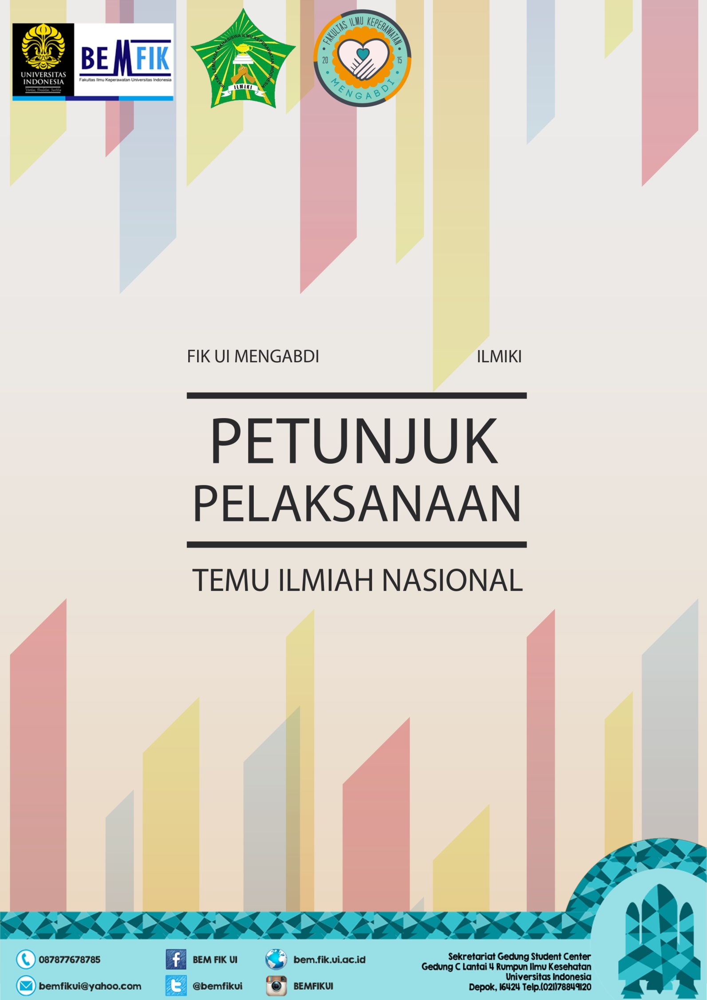 UNIVERSITAS
INDONESIA
Veritas, Probitas, Justitia
BEMFIK
Fakultas Ilmu Keperawatan Universitas Indonesia
IKATAN LEMBAGA MAHASISWA ILMU KEPERAWATAN INDONESIA
ILMIKI
FAKULTAS ILMU KEPERAWATAN
20 15
MENGABDI
FIK UI MENGABDI ILMIKI
PETUNJUK
PELAKSANAAN
TEMU ILMIAH NASIONAL
087877678785
bemfikui@yahoo.com
BEM FIK UI
@bemfikui
bem.fik.ui.ac.id
BEMFIKUI
Sekretariat Gedung Student Center
Gedung C Lantai 4 Rumpun Ilmu Kesehatan
Universitas Indonesia
Depok, 16424 Telp.(021)78849120